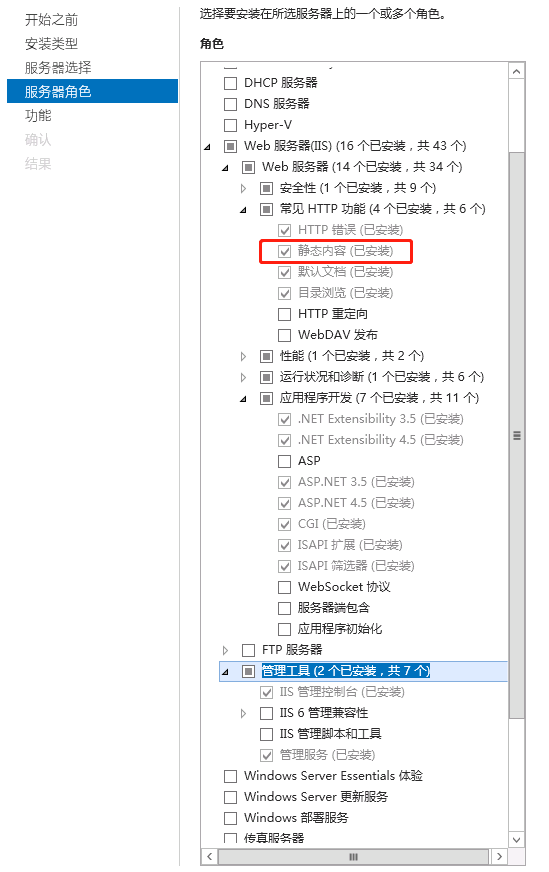 选择要安装在所选服务器上的一个或多个角色。
开始之前
安装类型
服务器选择
服务器角色
功能
确认
结果
角色
DHCP 服务器
DNS 服务器
Hyper-V
Web 服务器(IIS) (16 个已安装，共 43 个)
Web 服务器 (14 个已安装，共 34 个)
安全性 (1 个已安装，共 9 个)
常见 HTTP 功能 (4 个已安装，共 6 个)
HTTP 错误 (已安装)
静态内容 (已安装)
默认文档 (已安装)
目录浏览 (已安装)
HTTP 重定向
WebDAV 发布
性能 (1 个已安装，共 2 个)
运行状况和诊断 (1 个已安装，共 6 个)
应用程序开发 (7 个已安装，共 11 个)
.NET Extensibility 3.5 (已安装)
.NET Extensibility 4.5 (已安装)
ASP
ASP.NET 3.5 (已安装)
ASP.NET 4.5 (已安装)
CGI (已安装)
ISAPI 扩展 (已安装)
ISAPI 筛选器 (已安装)
WebSocket 协议
服务器端包含
应用程序初始化
FTP 服务器
管理工具 (2 个已安装，共 7 个)
IIS 管理控制台 (已安装)
IIS 6 管理兼容性
IIS 管理脚本和工具
管理服务 (已安装)
Windows Server Essentials 体验
Windows Server 更新服务
Windows 部署服务
传真服务器